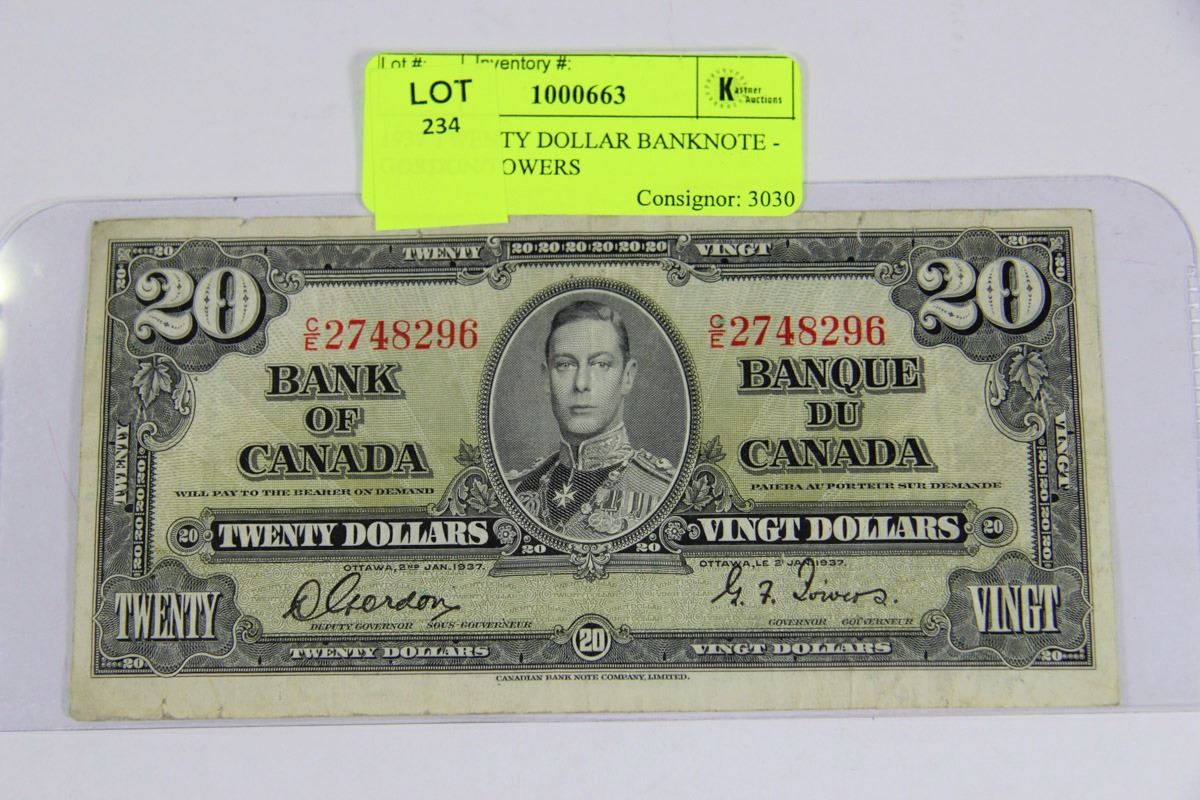 Lot #: Inventory #:
LOT
234
1000663
Kastner
Auctions
TY DOLLAR BANKNOTE -
OWERS
Consignor: 3030
20 TWENTY 20 20 20 20 20 20 VINGT 20
20 20
C/E 2748296 C/E 2748296
BANK
OF
CANADA
BANQUE
DU
CANADA
WILL PAY TO THE BEARER ON DEMAND
PAIERA AU PORTEUR SUR DEMANDE
TWENTY
VINGT
20 TWENTY DOLLARS 20 20 VINGT DOLLARS 20
OTTAWA, 2ND JAN. 1937.
OTTAWA, LE 2 JAN. 1937.
D Gordon
G. F. Towers.
DEPUTY GOVERNOR SOUS-GOUVERNEUR
GOVERNOR GOUVERNEUR
TWENTY
VINGT
20 TWENTY DOLLARS 20 VINGT DOLLARS 20
CANADIAN BANK NOTE COMPANY, LIMITED.